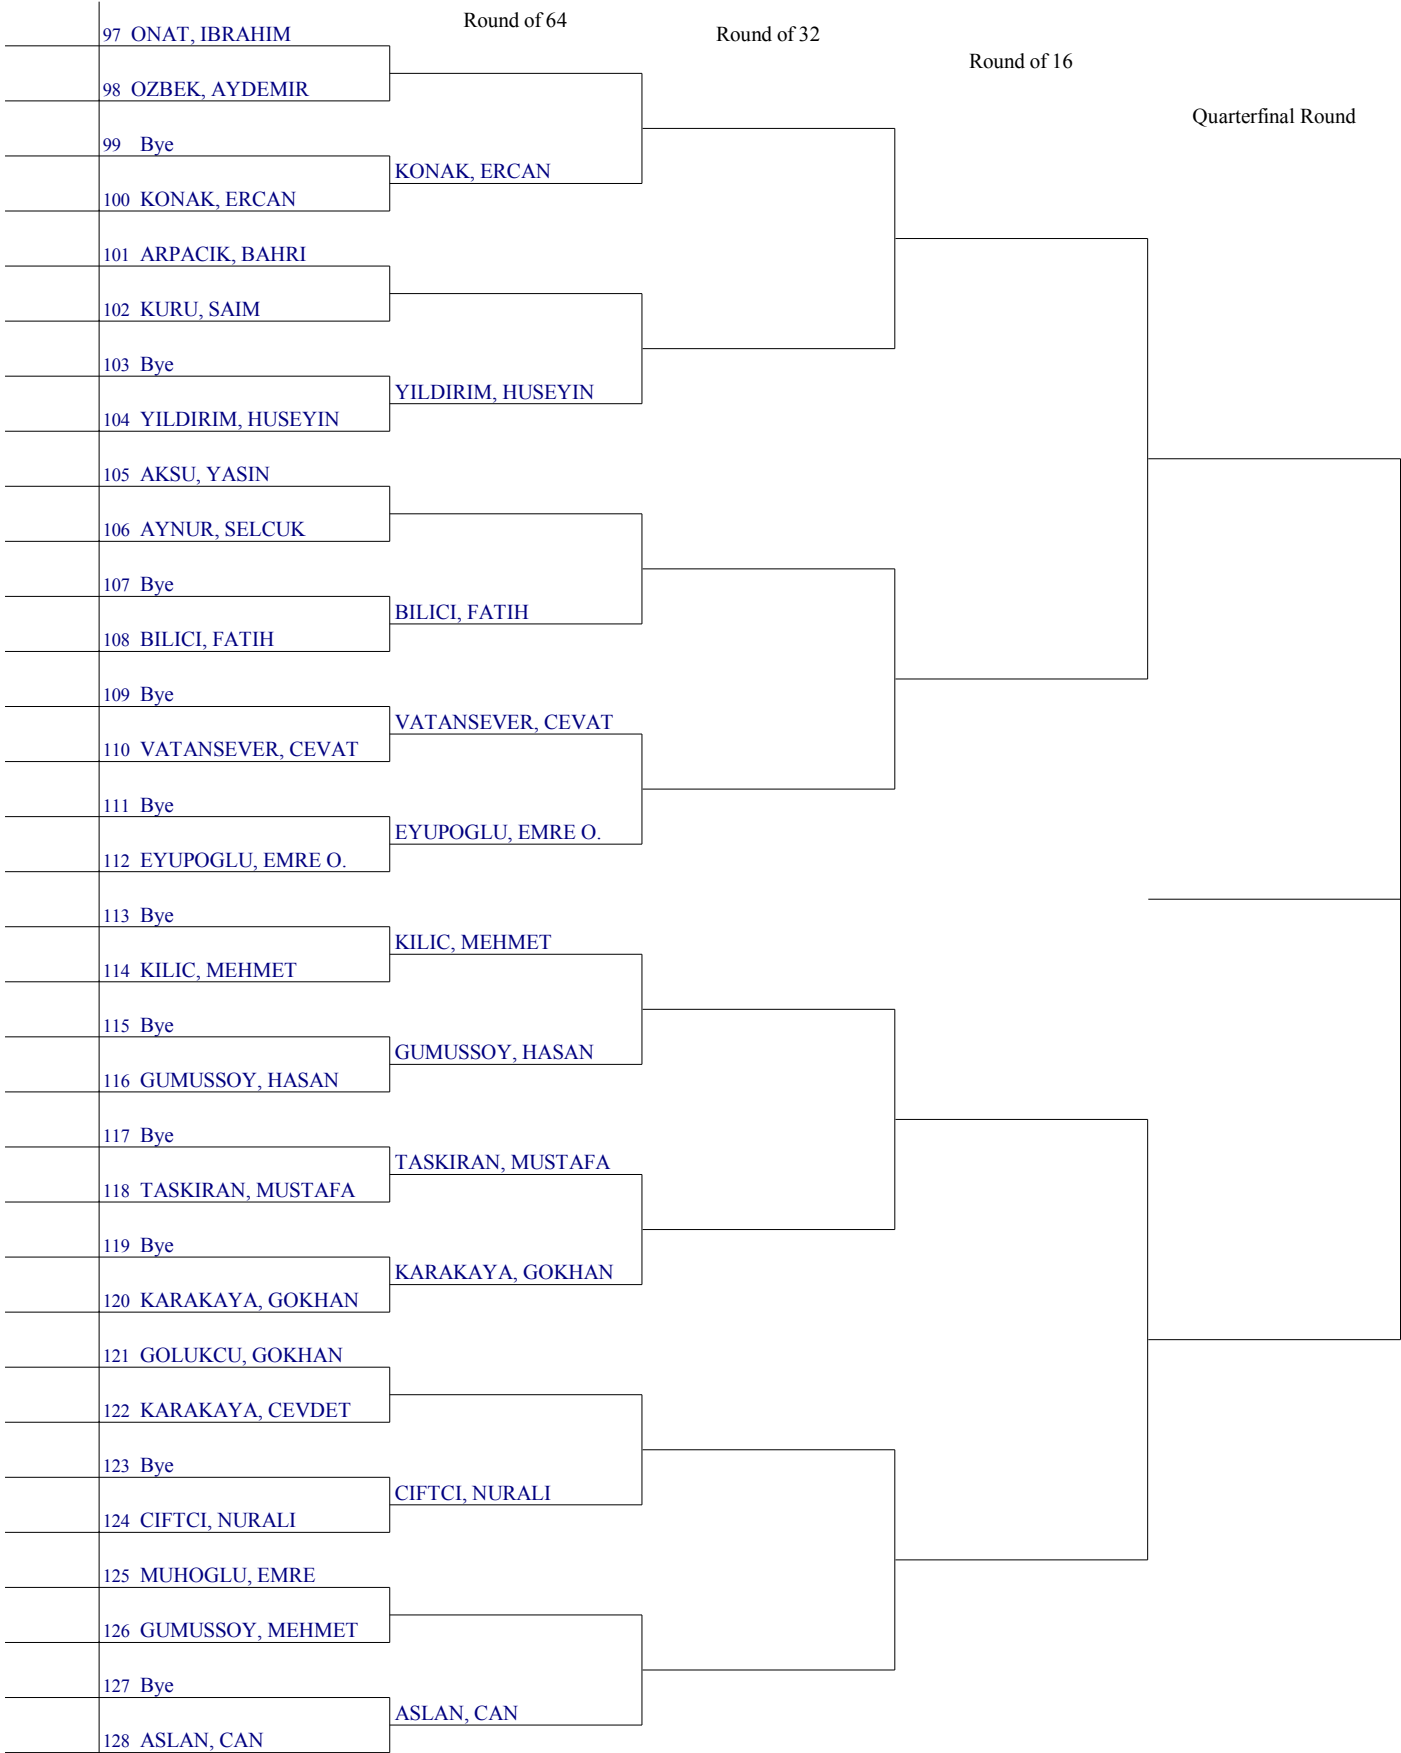 Round of 64
Round of 32
Round of 16
Quarterfinal Round
97 ONAT, IBRAHIM
98 OZBEK, AYDEMIR
99 Bye
KONAK, ERCAN
100 KONAK, ERCAN
101 ARPACIK, BAHRI
102 KURU, SAIM
103 Bye
YILDIRIM, HUSEYIN
104 YILDIRIM, HUSEYIN
105 AKSU, YASIN
106 AYNUR, SELCUK
107 Bye
BILICI, FATIH
108 BILICI, FATIH
109 Bye
VATANSEVER, CEVAT
110 VATANSEVER, CEVAT
111 Bye
EYUPOGLU, EMRE O.
112 EYUPOGLU, EMRE O.
113 Bye
KILIC, MEHMET
114 KILIC, MEHMET
115 Bye
GUMUSSOY, HASAN
116 GUMUSSOY, HASAN
117 Bye
TASKIRAN, MUSTAFA
118 TASKIRAN, MUSTAFA
119 Bye
KARAKAYA, GOKHAN
120 KARAKAYA, GOKHAN
121 GOLUKCU, GOKHAN
122 KARAKAYA, CEVDET
123 Bye
CIFTCI, NURALI
124 CIFTCI, NURALI
125 MUHOGLU, EMRE
126 GUMUSSOY, MEHMET
127 Bye
ASLAN, CAN
128 ASLAN, CAN